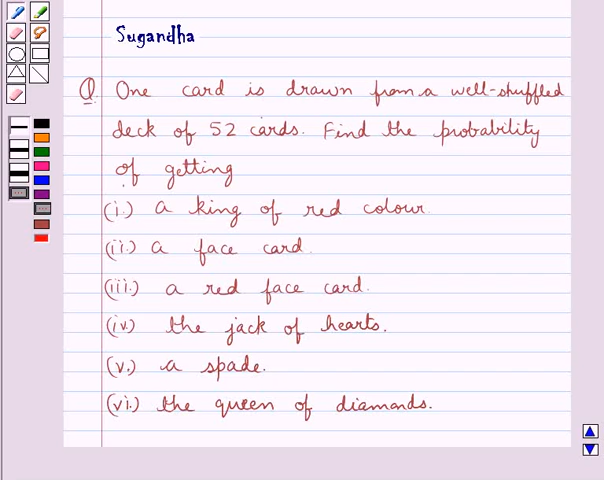 Sugandha
Q. One card is drawn from a well-shuffled
deck of 52 cards. Find the probability
of getting
(i.) a king of red colour.
(ii.) a face card.
(iii.) a red face card.
(iv.) the jack of hearts.
(v.) a spade.
(vi.) the queen of diamonds.